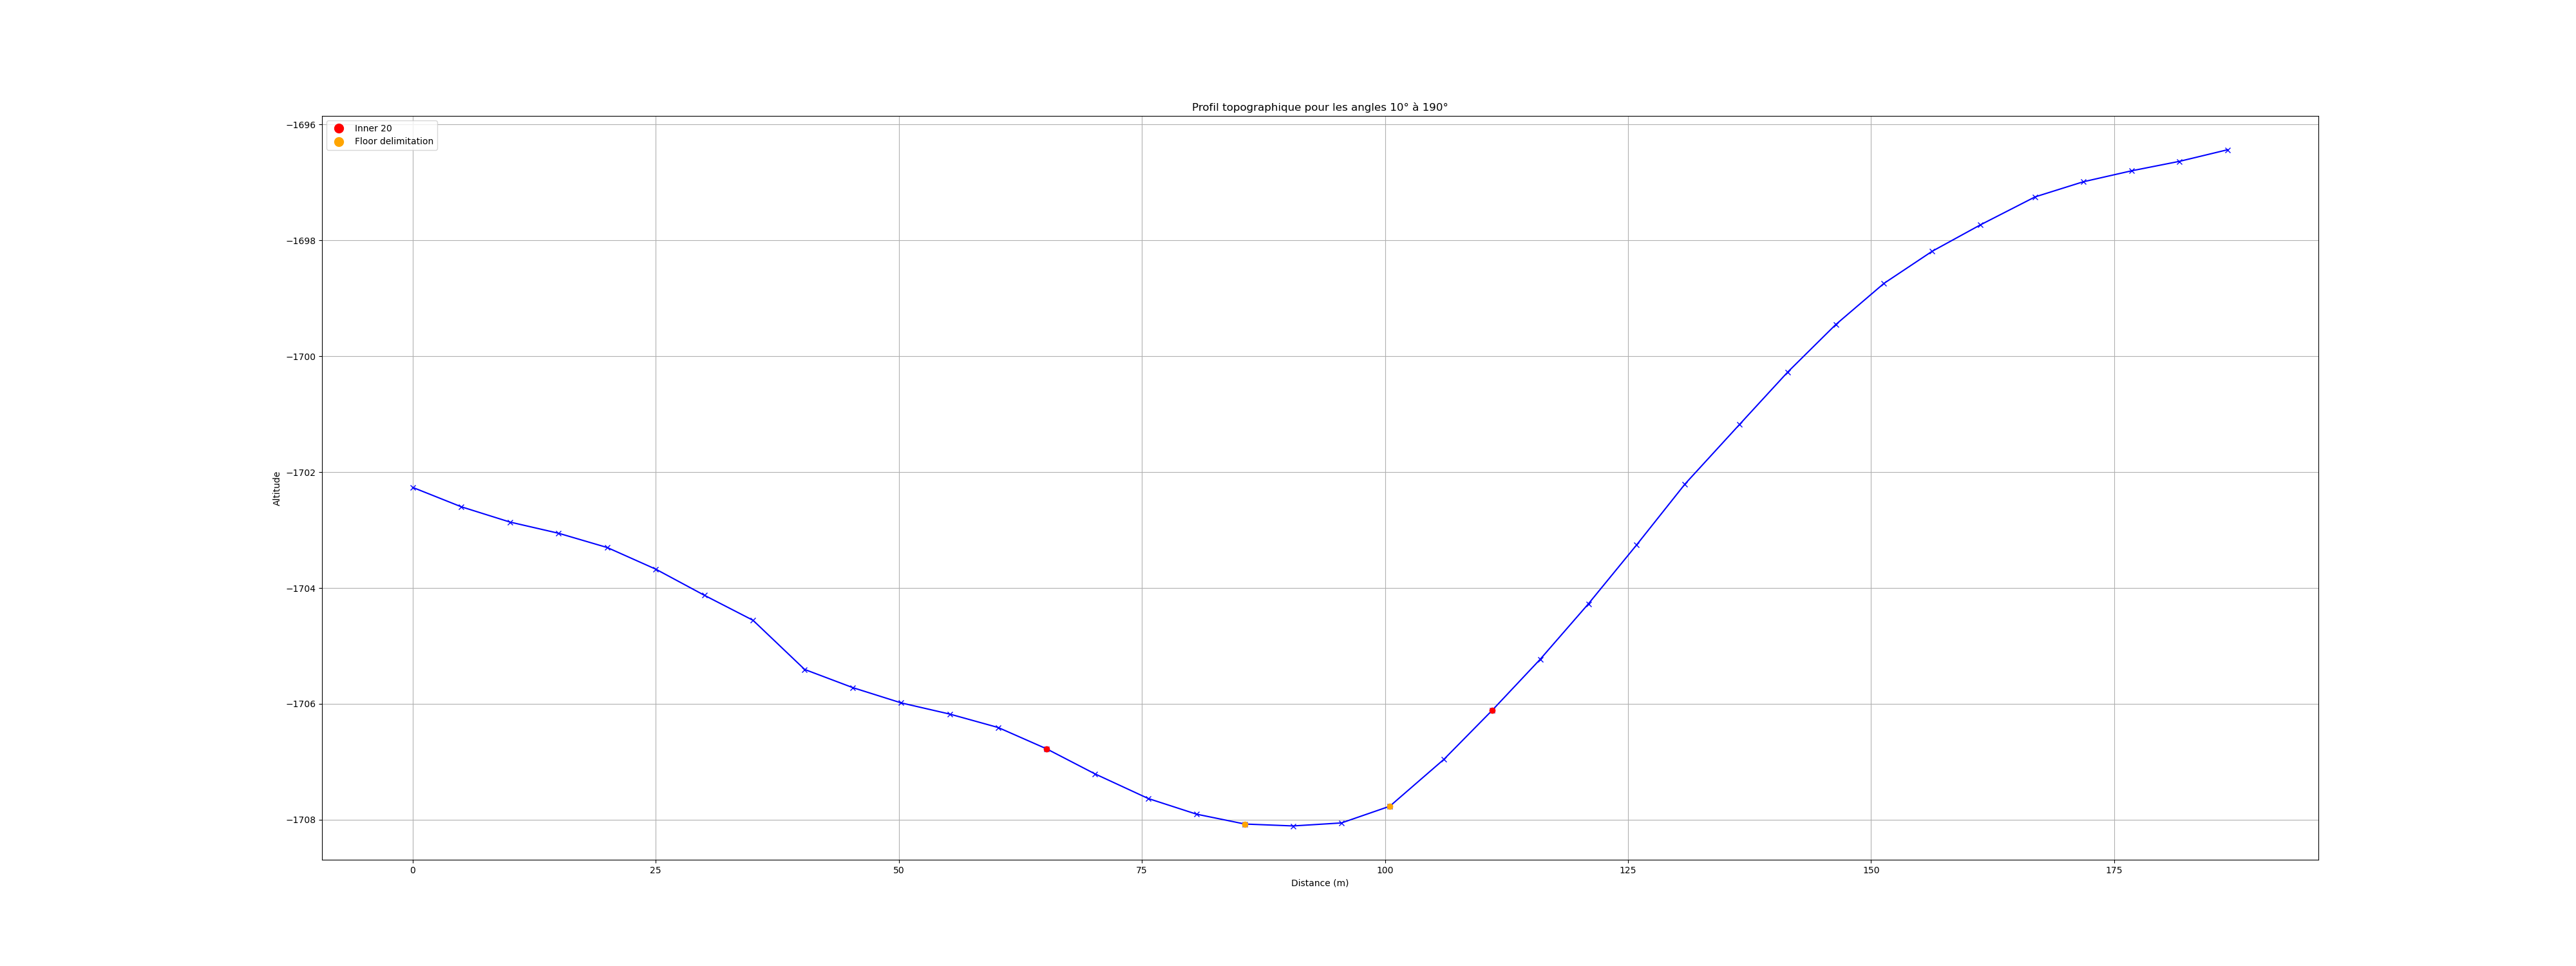 Profil topographique pour les angles 10° à 190°
Inner 20
Floor delimitation
−1696
−1698
−1700
−1702
−1704
−1706
−1708
Altitude
0 25 50 75 100 125 150 175
Distance (m)